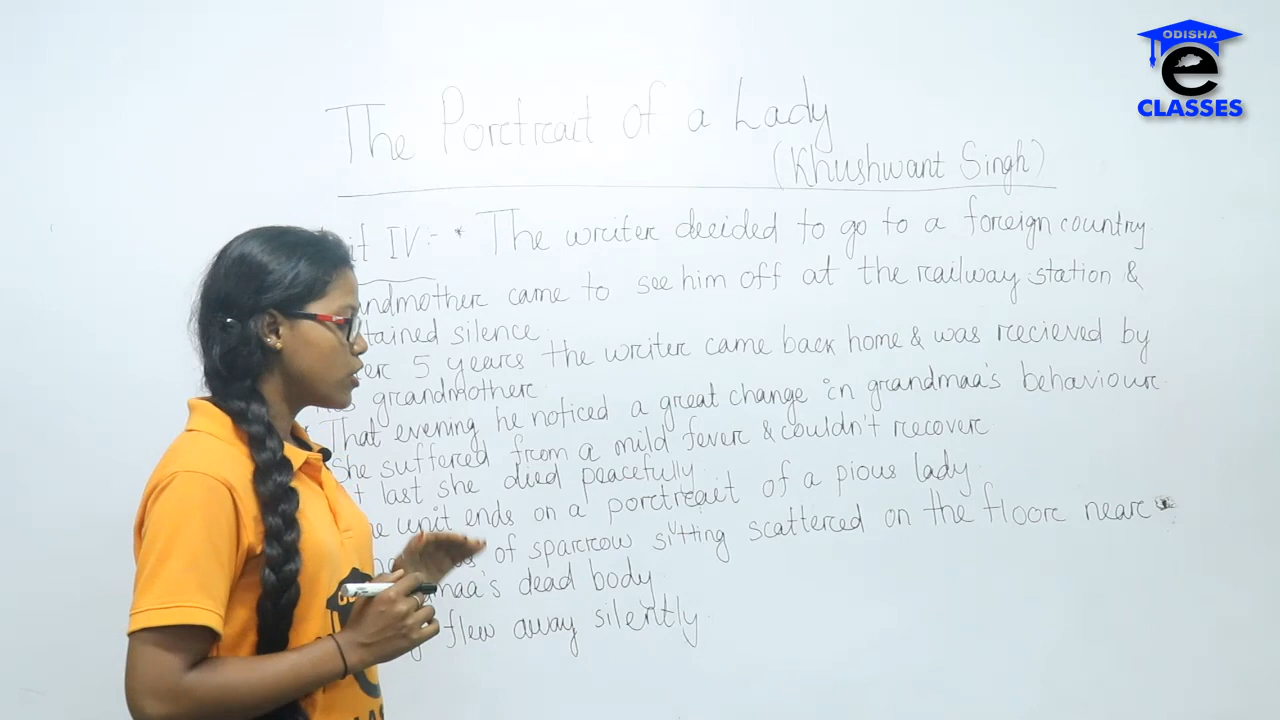 ODISHA
e
CLASSES
The Portrait of a Lady
(Khushwant Singh)
IV :- * The writer decided to go to a foreign country.
came to see him off at the railway station &
silence.
5 years the writer came back home & was recieved by
grandmother
That evening he noticed a great change in grandmaa's behaviour
She suffered from a mild fever & couldn't recover
last she died peacefully.
unit ends on a portrait of a pious lady.
of sparrow sitting scattered on the floor near
dead body
flew away silently.